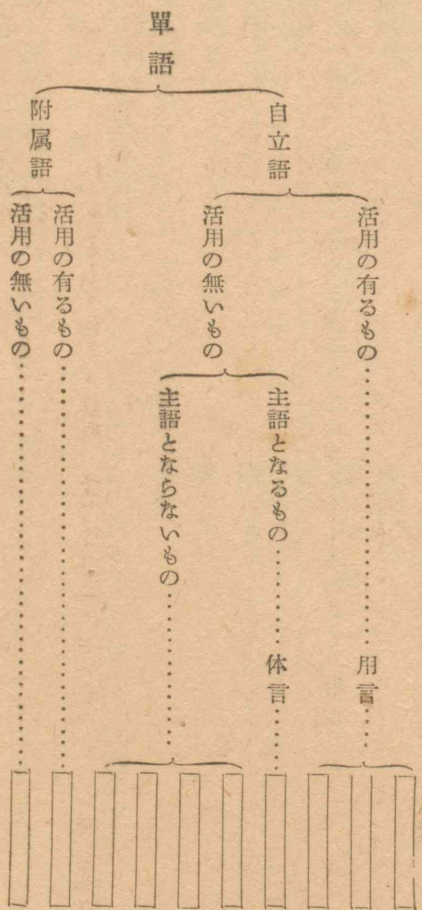 單語
自立語
活用の有るもの………用言……
活用の無いもの
主語となるもの………体言……
主語とならないもの………
附属語
活用の有るもの………
活用の無いもの………